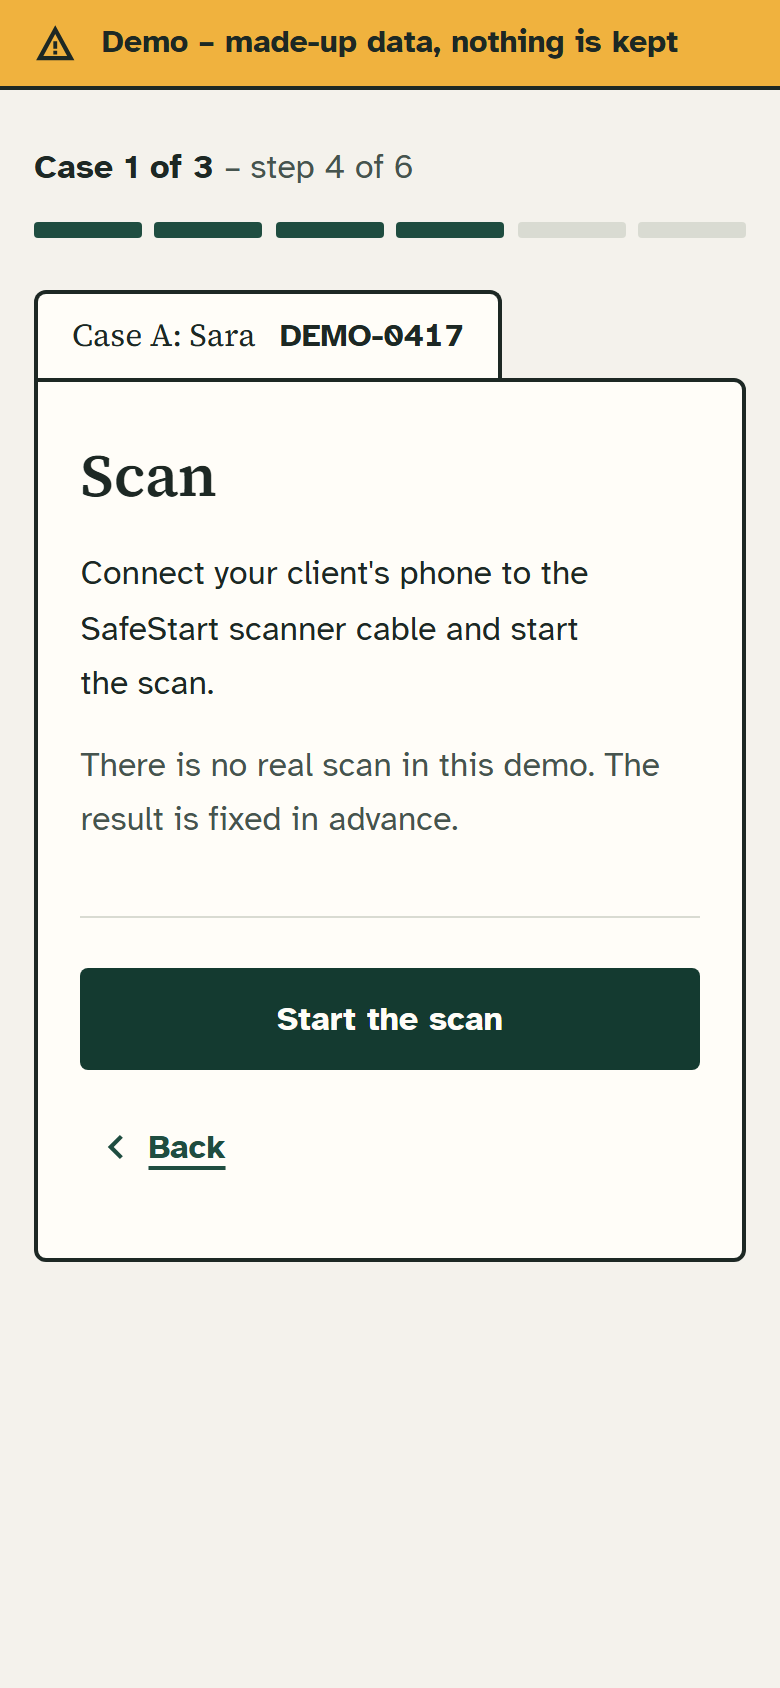 Demo – made-up data, nothing is kept
Case 1 of 3 – step 4 of 6
Case A: Sara DEMO-0417
Scan
Connect your client's phone to the
SafeStart scanner cable and start
the scan.
There is no real scan in this demo. The
result is fixed in advance.
Start the scan
Back